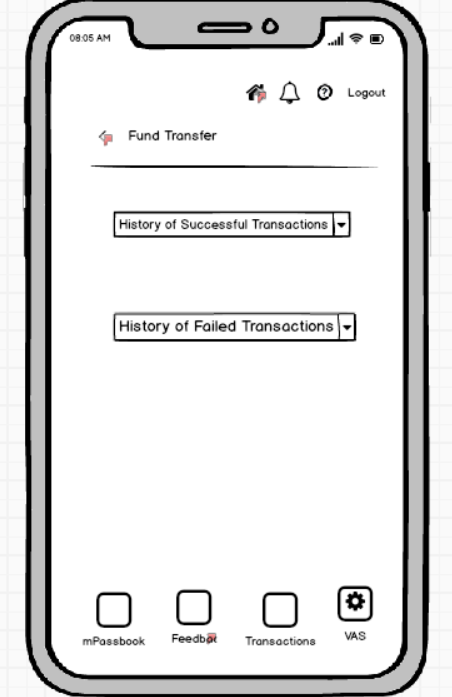 08:05 AM
Logout
Fund Transfer
History of Successful Transactions
History of Failed Transactions
mPassbook
Transactions
VAS